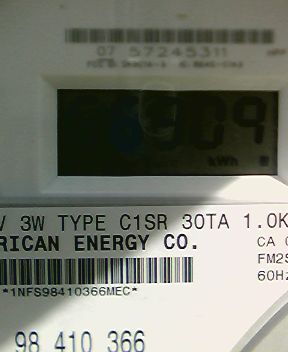 07 57245311
09
kWh
V 3W TYPE C1SR 30TA 1.0K
RICAN ENERGY CO.
CA
FM2S
60Hz
*1NFS98410366MEC*
98 410 366